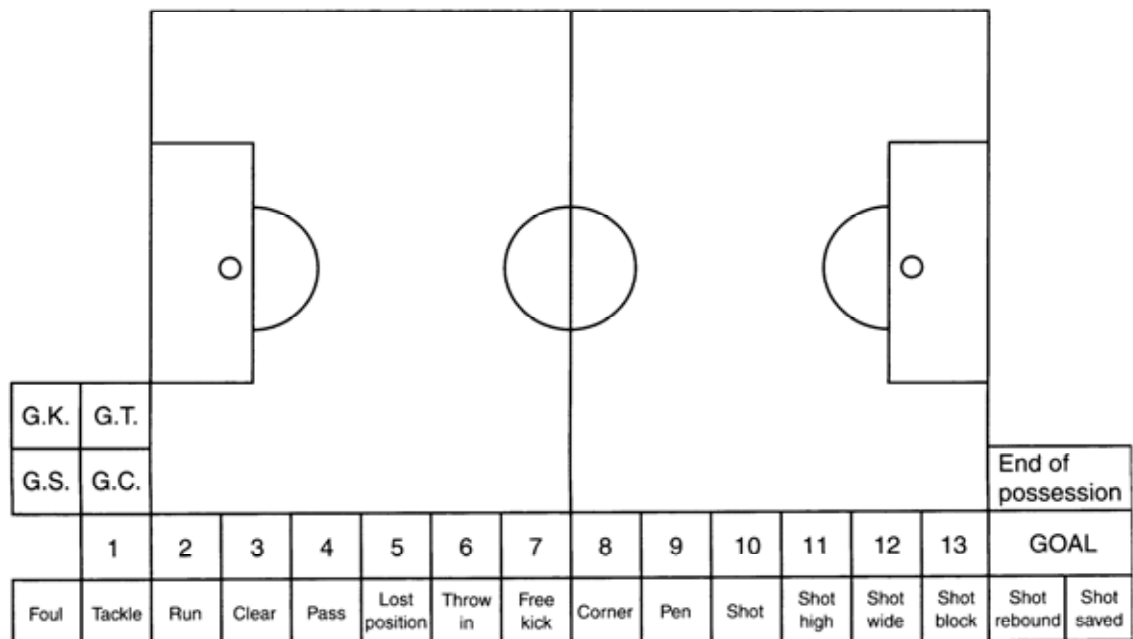 G.K. G.T.
G.S. G.C. End of
possession
1 2 3 4 5 6 7 8 9 10 11 12 13 GOAL
Foul Tackle Run Clear Pass Lost
position Throw
in Free
kick Corner Pen Shot Shot
high Shot
wide Shot
block Shot
rebound Shot
saved